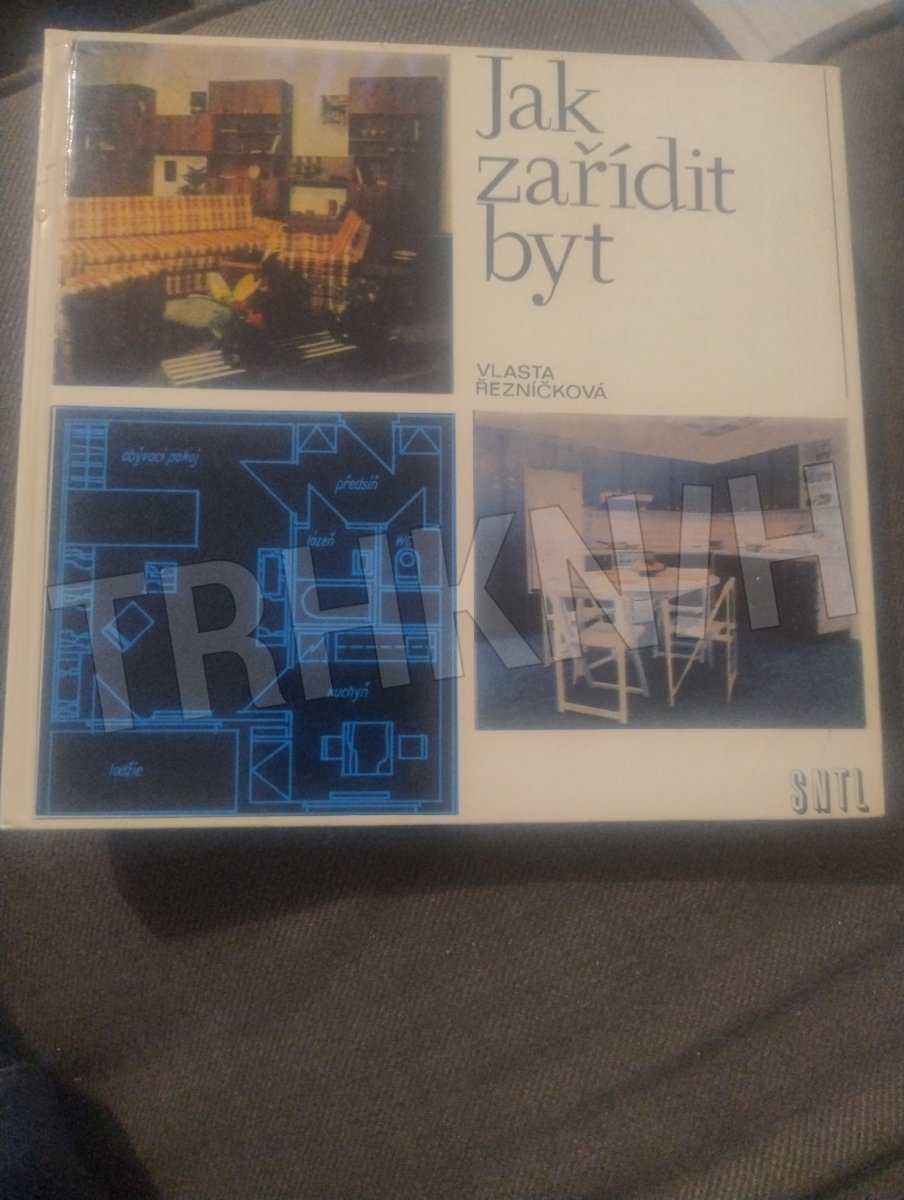 Jak
zařídit
byt
VLASTA
ŘEZNÍČKOVÁ
obývací pokoj
předsíň
lázeň
WC
kuchyň
lodžie
TRHKNIH
SNTL